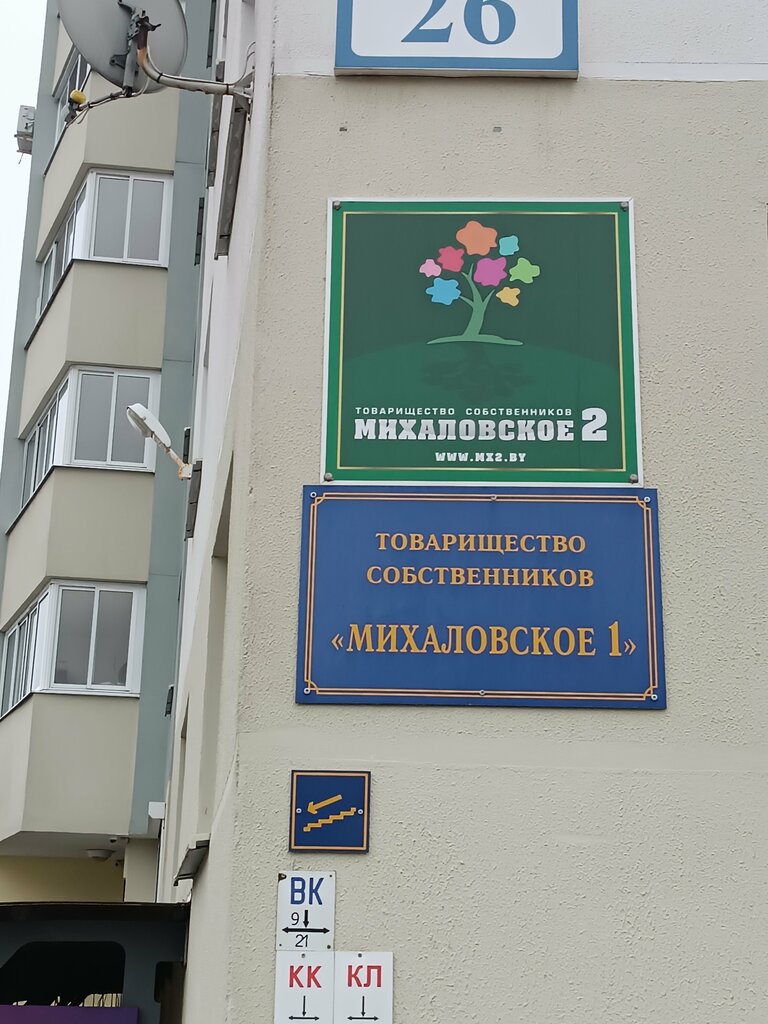 26
ТОВАРИЩЕСТВО СОБСТВЕННИКОВ
МИХАЛОВСКОЕ 2
WWW.MX2.BY
ТОВАРИЩЕСТВО
СОБСТВЕННИКОВ
«МИХАЛОВСКОЕ 1»
ВК
9
21
КК
КЛ